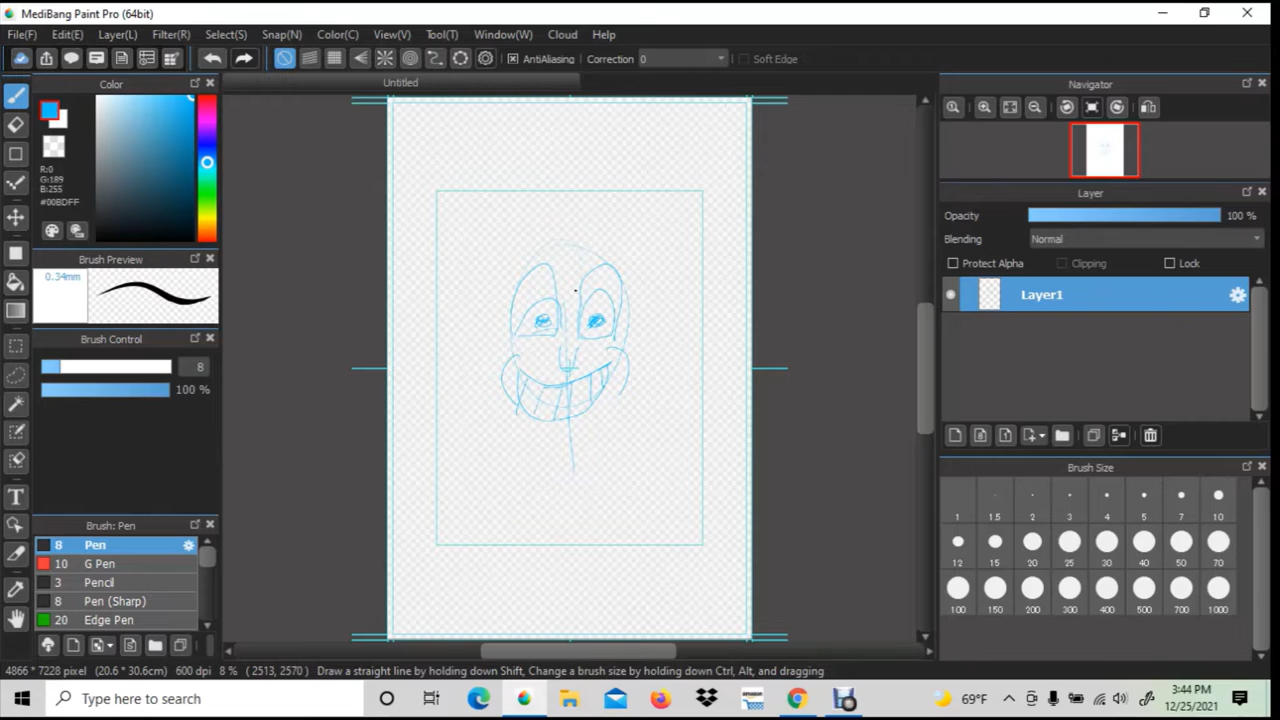 MediBang Paint Pro (64bit)
File(F) Edit(E) Layer(L) Filter(R) Select(S) Snap(N) Color(C) View(V) Tool(T) Window(W) Cloud Help
AntiAliasing Correction 0 Soft Edge
Color
Untitled
Navigator
R:0
G:189
B:255
#00BDFF
Layer
Opacity 100 %
Blending Normal
Brush Preview
0.34mm
Protect Alpha Clipping Lock
Layer1
Brush Control
8
100 %
Brush Size
1 1.5 2 3 4 5 7 10
12 15 20 25 30 40 50 70
100 150 200 300 400 500 700 1000
Brush: Pen
8 Pen
10 G Pen
3 Pencil
8 Pen (Sharp)
20 Edge Pen
T
4866 * 7228 pixel (20.6 * 30.6cm) 600 dpi 8 % ( 2513, 2570 ) Draw a straight line by holding down Shift, Change a brush size by holding down Ctrl, Alt, and dragging
Type here to search
amazon
69°F
3:44 PM
12/25/2021